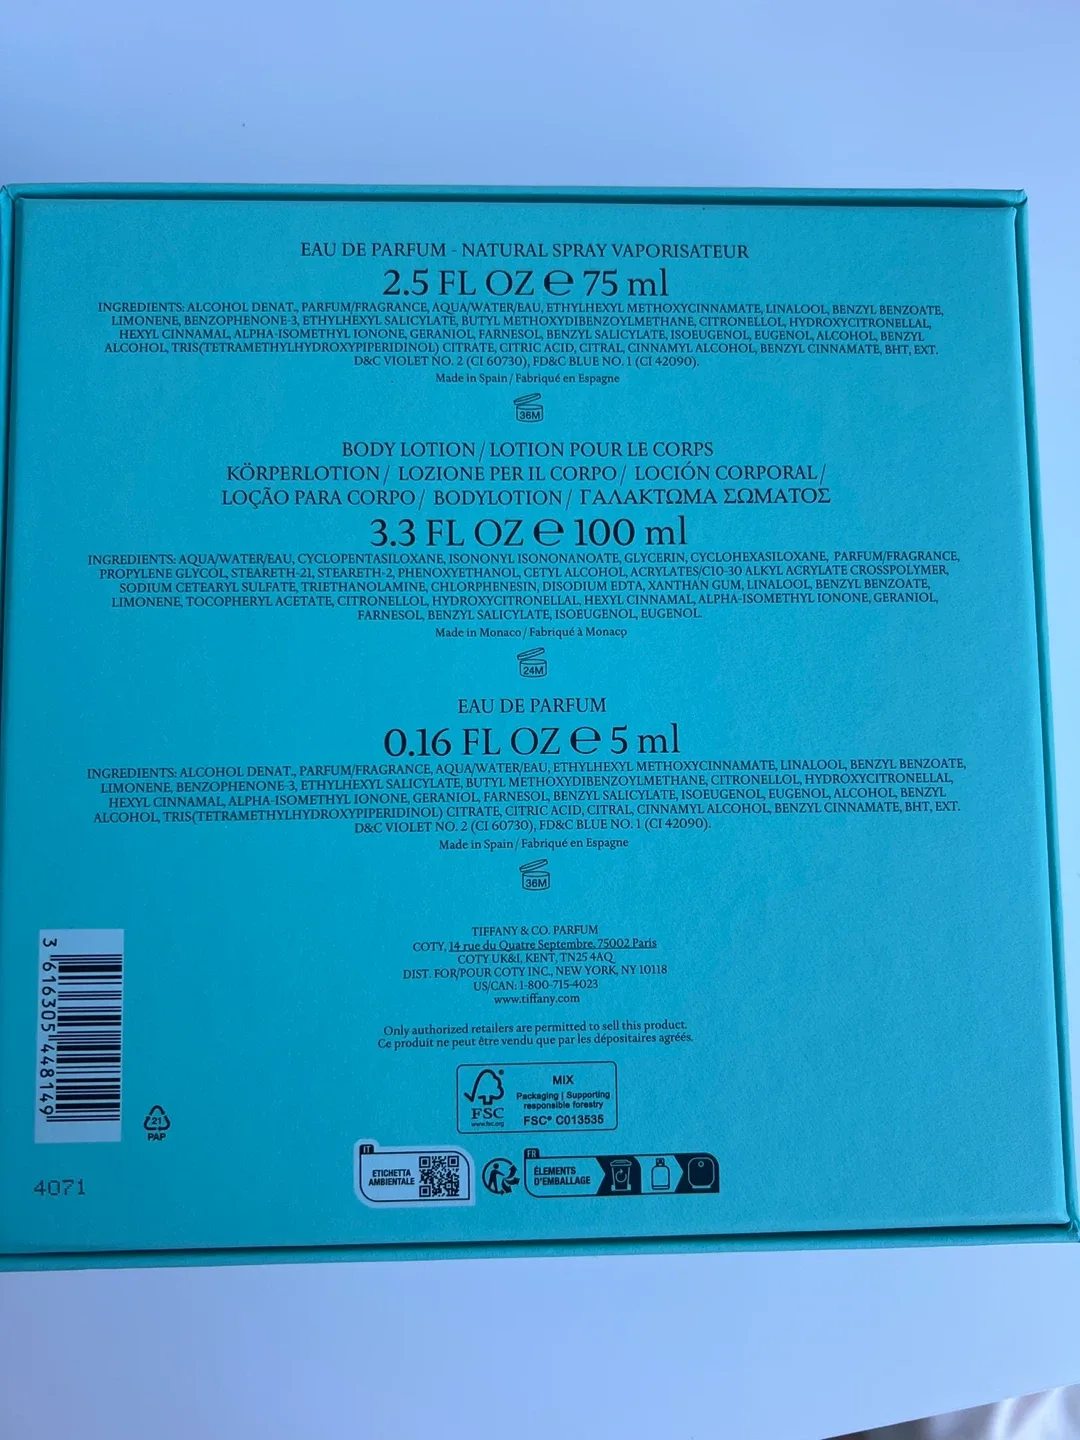 EAU DE PARFUM - NATURAL SPRAY VAPORISATEUR
2.5 FL OZ ℮ 75 ml
INGREDIENTS: ALCOHOL DENAT., PARFUM/FRAGRANCE, AQUA/WATER/EAU, ETHYLHEXYL METHOXYCINNAMATE, LINALOOL, BENZYL BENZOATE,
LIMONENE, BENZOPHENONE-3, ETHYLHEXYL SALICYLATE, BUTYL METHOXYDIBENZOYLMETHANE, CITRONELLOL, HYDROXYCITRONELLAL,
HEXYL CINNAMAL, ALPHA-ISOMETHYL IONONE, GERANIOL, FARNESOL, BENZYL SALICYLATE, ISOEUGENOL, EUGENOL, ALCOHOL, BENZYL
ALCOHOL, TRIS(TETRAMETHYLHYDROXYPIPERIDINOL) CITRATE, CITRIC ACID, CITRAL, CINNAMYL ALCOHOL, BENZYL CINNAMATE, BHT, EXT.
D&C VIOLET NO. 2 (CI 60730), FD&C BLUE NO. 1 (CI 42090).
Made in Spain / Fabriqué en Espagne
36M
BODY LOTION / LOTION POUR LE CORPS
KÖRPERLOTION / LOZIONE PER IL CORPO / LOCIÓN CORPORAL /
LOÇÃO PARA CORPO / BODYLOTION / ΓΑΛΑΚΤΩΜΑ ΣΩΜΑΤΟΣ
3.3 FL OZ ℮ 100 ml
INGREDIENTS: AQUA/WATER/EAU, CYCLOPENTASILOXANE, ISONONYL ISONONANOATE, GLYCERIN, CYCLOHEXASILOXANE, PARFUM/FRAGRANCE,
PROPYLENE GLYCOL, STEARETH-21, STEARETH-2, PHENOXYETHANOL, CETYL ALCOHOL, ACRYLATES/C10-30 ALKYL ACRYLATE CROSSPOLYMER,
SODIUM CETEARYL SULFATE, TRIETHANOLAMINE, CHLORPHENESIN, DISODIUM EDTA, XANTHAN GUM, LINALOOL, BENZYL BENZOATE,
LIMONENE, TOCOPHERYL ACETATE, CITRONELLOL, HYDROXYCITRONELLAL, HEXYL CINNAMAL, ALPHA-ISOMETHYL IONONE, GERANIOL,
FARNESOL, BENZYL SALICYLATE, ISOEUGENOL, EUGENOL.
Made in Monaco / Fabriqué à Monaco
24M
EAU DE PARFUM
0.16 FL OZ ℮ 5 ml
INGREDIENTS: ALCOHOL DENAT., PARFUM/FRAGRANCE, AQUA/WATER/EAU, ETHYLHEXYL METHOXYCINNAMATE, LINALOOL, BENZYL BENZOATE,
LIMONENE, BENZOPHENONE-3, ETHYLHEXYL SALICYLATE, BUTYL METHOXYDIBENZOYLMETHANE, CITRONELLOL, HYDROXYCITRONELLAL,
HEXYL CINNAMAL, ALPHA-ISOMETHYL IONONE, GERANIOL, FARNESOL, BENZYL SALICYLATE, ISOEUGENOL, EUGENOL, ALCOHOL, BENZYL
ALCOHOL, TRIS(TETRAMETHYLHYDROXYPIPERIDINOL) CITRATE, CITRIC ACID, CITRAL, CINNAMYL ALCOHOL, BENZYL CINNAMATE, BHT, EXT.
D&C VIOLET NO. 2 (CI 60730), FD&C BLUE NO. 1 (CI 42090).
Made in Spain / Fabriqué en Espagne
36M
TIFFANY & CO. PARFUM
COTY, 14 rue du Quatre Septembre, 75002 Paris
COTY UK&I, KENT, TN25 4AQ
DIST. FOR/POUR COTY INC., NEW YORK, NY 10118
US/CAN: 1-800-715-4023
www.tiffany.com
Only authorized retailers are permitted to sell this product.
Ce produit ne peut être vendu que par les dépositaires agréés.
3 616305 448149
21
PAP
4071
FSC
www.fsc.org
MIX
Packaging | Supporting
responsible forestry
FSC® C013535
IT
ETICHETTA
AMBIENTALE
FR
ÉLÉMENTS
D'EMBALLAGE